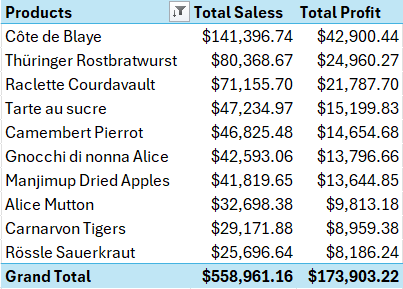 Products Total Saless Total Profit
Côte de Blaye $141,396.74 $42,900.44
Thüringer Rostbratwurst $80,368.67 $24,960.27
Raclette Courdavault $71,155.70 $21,787.70
Tarte au sucre $47,234.97 $15,199.83
Camembert Pierrot $46,825.48 $14,654.68
Gnocchi di nonna Alice $42,593.06 $13,796.66
Manjimup Dried Apples $41,819.65 $13,644.85
Alice Mutton $32,698.38 $9,813.18
Carnarvon Tigers $29,171.88 $8,959.38
Rössle Sauerkraut $25,696.64 $8,186.24
Grand Total $558,961.16 $173,903.22